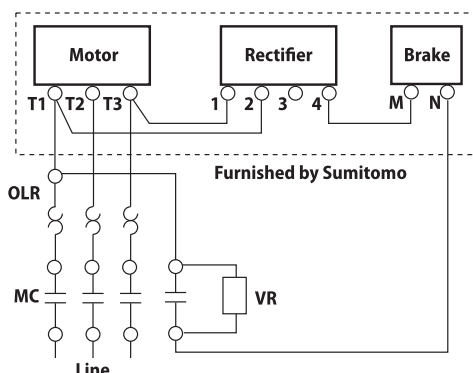 Motor Rectifier Brake
T1 T2 T3 1 2 3 4 M N
Furnished by Sumitomo
OLR
MC VR
Line